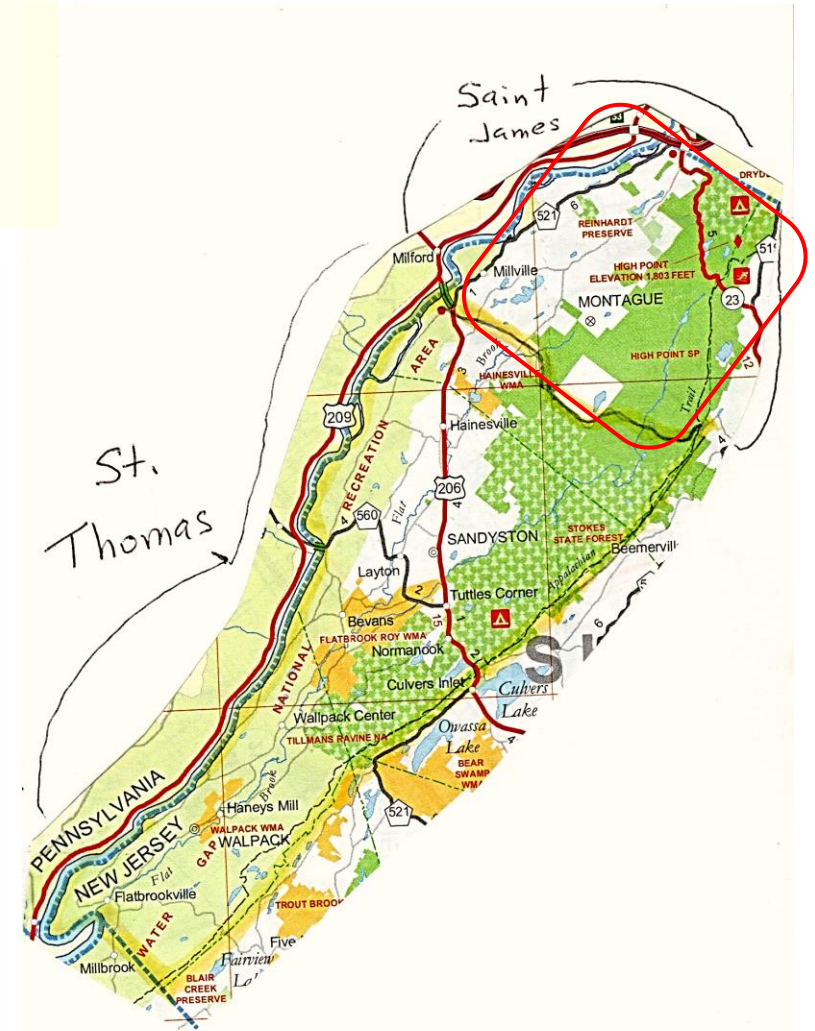 Saint
James
53
DRYD
521
6
REINHARDT
PRESERVE
5
519
Milford
Millville
HIGH POINT
ELEVATION 1,803 FEET
1
MONTAGUE
23
AREA
3
Brook
HAINESVILLE
WMA
HIGH POINT SP
12
Trail
209
Hainesville
4
St.
Thomas
RECREATION
206
4
4
560
Flat
SANDYSTON
STOKES
STATE FOREST
Beemervill
Layton
2
Appalachian
Tuttles Corner
Bevans
15
1
6
FLATBROOK ROY WMA
Normanook
2
S
NATIONAL
Culvers Inlet
Culvers
Lake
Wallpack Center
Owassa
Lake
4
TILLMANS RAVINE NA
BEAR
SWAMP
WMA
PENNSYLVANIA
Brook
Haneys Mill
521
NEW JERSEY
WALPACK WMA
GAP
WALPACK
Flat
Flatbrookville
TROUT BROOK
WATER
Five
Millbrook
Fairview
La
BLAIR
CREEK
PRESERVE